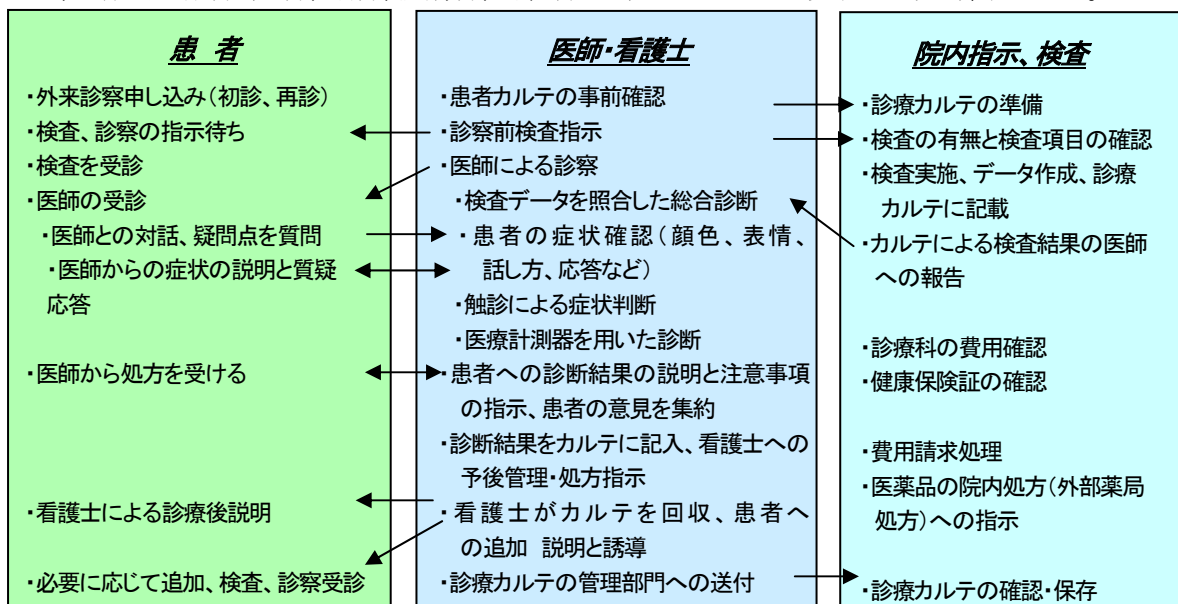 患 者
・外来診察申し込み（初診、再診）
・検査、診察の指示待ち
・検査を受診
・医師の受診
・医師との対話、疑問点を質問
・医師からの症状の説明と質疑
応答
・医師から処方を受ける
・看護士による診療後説明
・必要に応じて追加、検査、診察受診
医師・看護士
・患者カルテの事前確認
・診察前検査指示
・医師による診察
・検査データを照合した総合診断
・患者の症状確認（顔色、表情、
話し方、応答など）
・触診による症状判断
・医療計測器を用いた診断
・患者への診断結果の説明と注意事項
の指示、患者の意見を集約
・診断結果をカルテに記入、看護士への
予後管理・処方指示
・看護士がカルテを回収、患者へ
の追加 説明と誘導
・診療カルテの管理部門への送付
院内指示、検査
・診療カルテの準備
・検査の有無と検査項目の確認
・検査実施、データ作成、診療
カルテに記載
・カルテによる検査結果の医師
への報告
・診療科の費用確認
・健康保険証の確認
・費用請求処理
・医薬品の院内処方（外部薬局
処方）への指示
・診療カルテの確認・保存